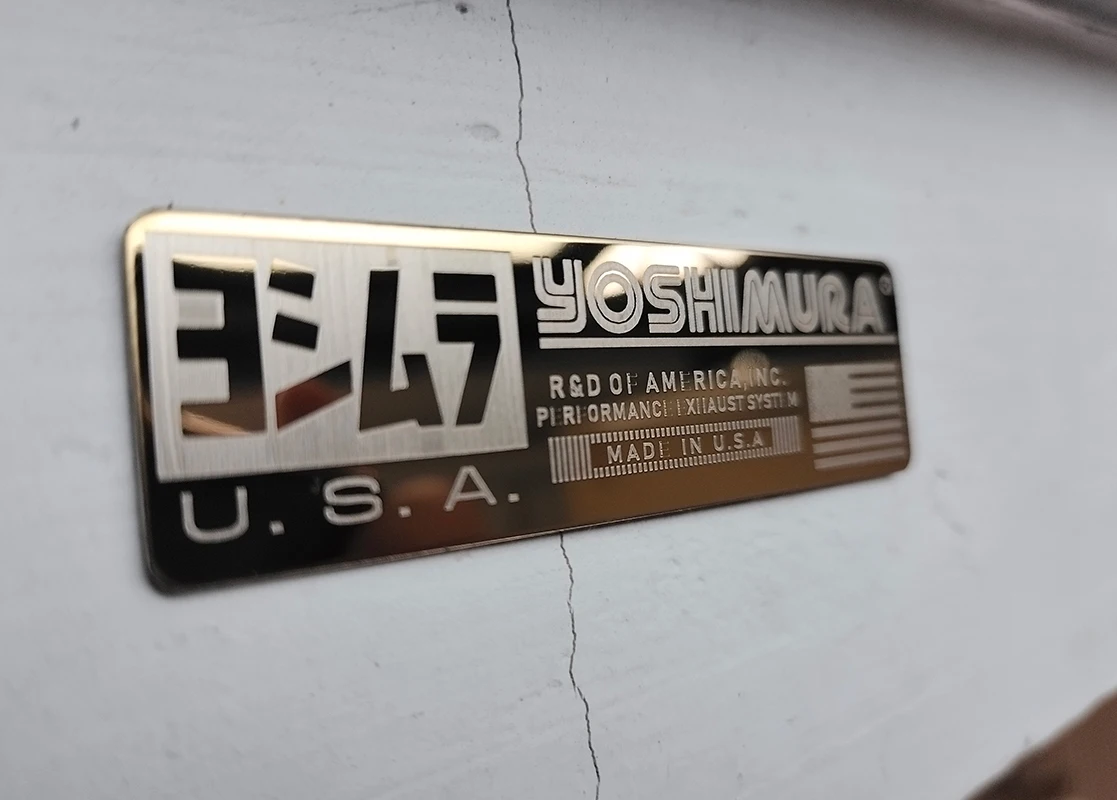 ヨシムラ
U.S.A.
YOSHIMURA®
R&D OF AMERICA,INC.
PERFORMANCE EXHAUST SYSTEM
MADE IN U.S.A